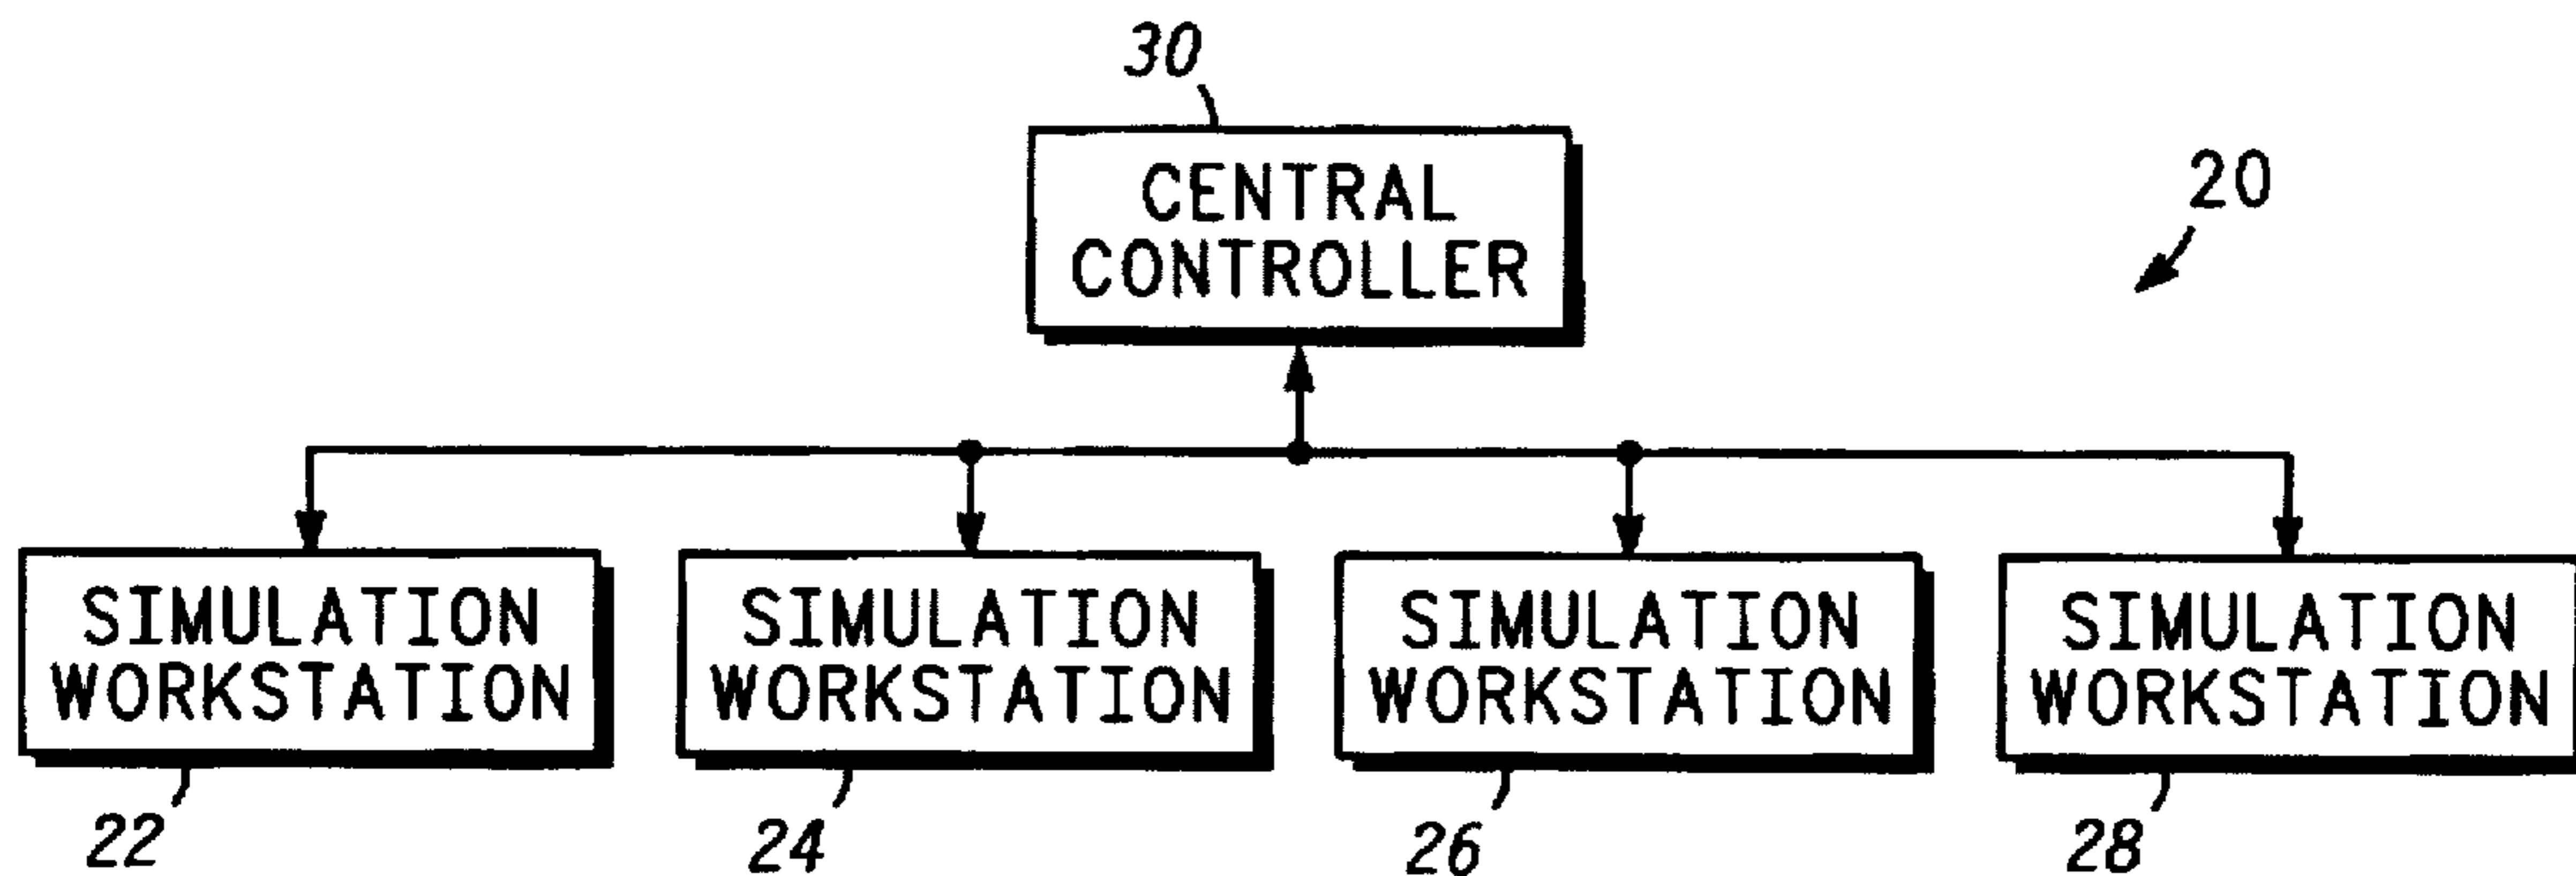 30
CENTRAL
CONTROLLER
20
SIMULATION
WORKSTATION
SIMULATION
WORKSTATION
SIMULATION
WORKSTATION
SIMULATION
WORKSTATION
22
24
26
28